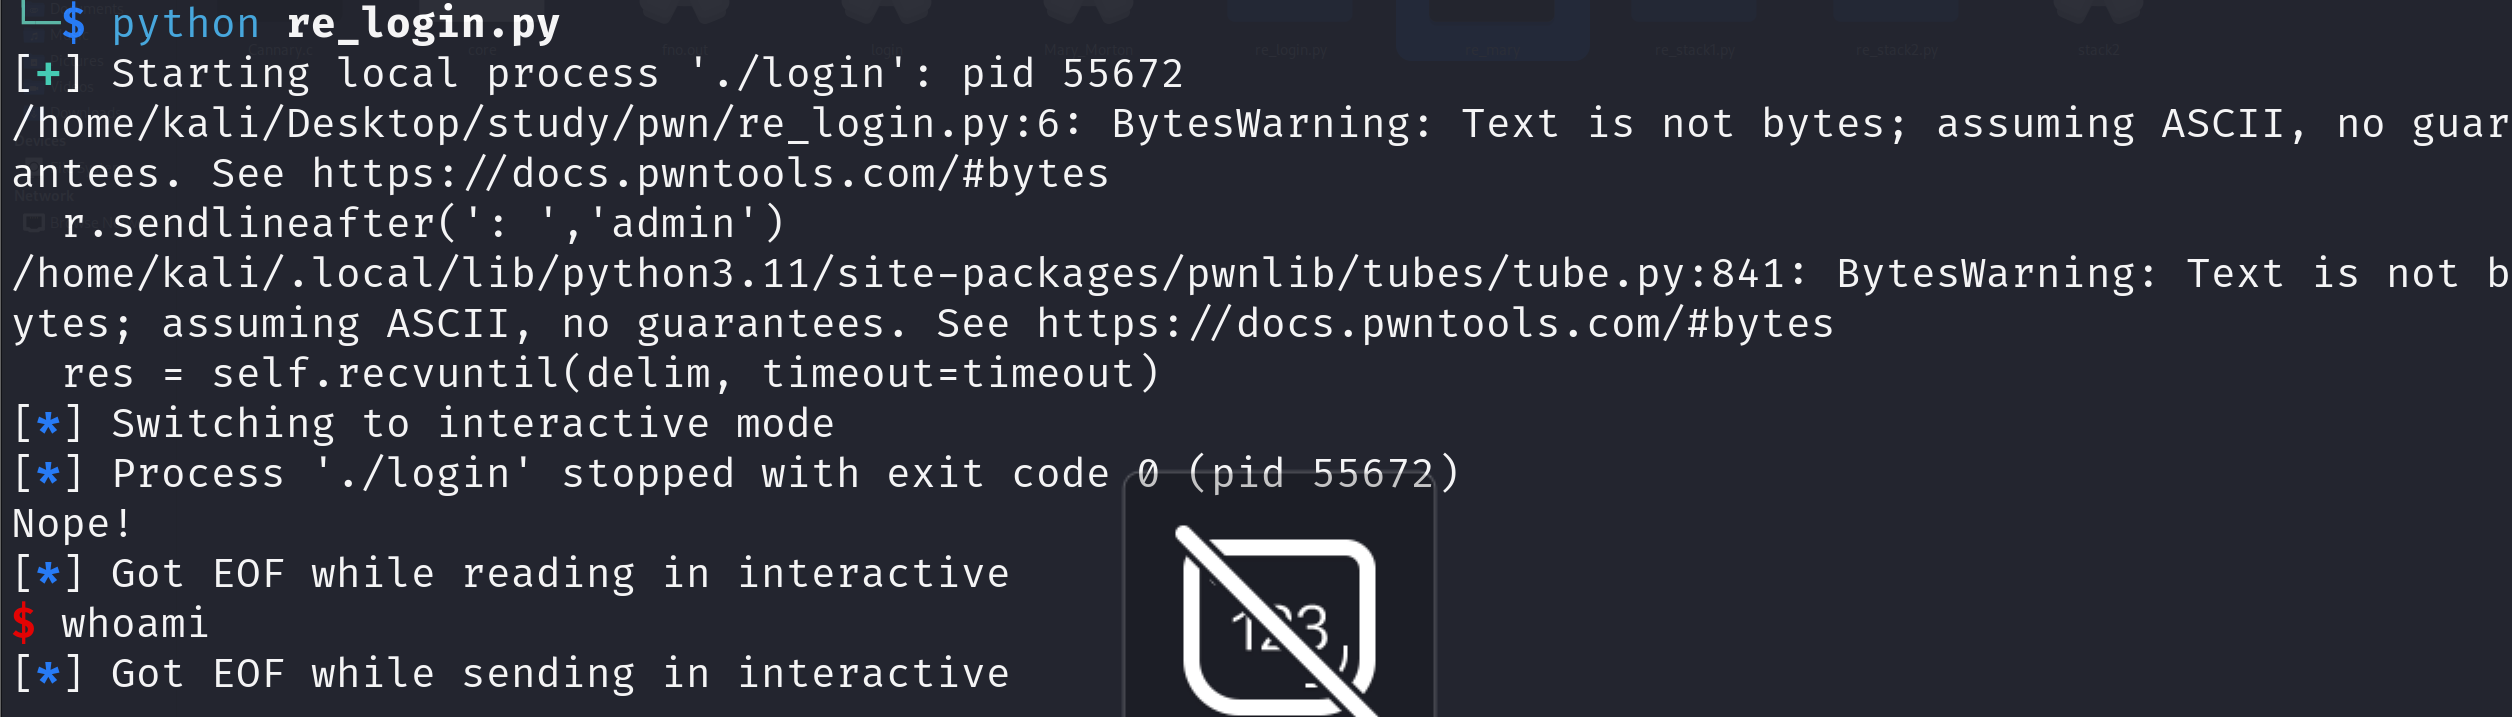 └─$ python re_login.py
[+] Starting local process './login': pid 55672
/home/kali/Desktop/study/pwn/re_login.py:6: BytesWarning: Text is not bytes; assuming ASCII, no guar
antees. See https://docs.pwntools.com/#bytes
  r.sendlineafter(': ','admin')
/home/kali/.local/lib/python3.11/site-packages/pwnlib/tubes/tube.py:841: BytesWarning: Text is not b
ytes; assuming ASCII, no guarantees. See https://docs.pwntools.com/#bytes
  res = self.recvuntil(delim, timeout=timeout)
[*] Switching to interactive mode
[*] Process './login' stopped with exit code 0 (pid 55672)
Nope!
[*] Got EOF while reading in interactive
$ whoami
123
[*] Got EOF while sending in interactive